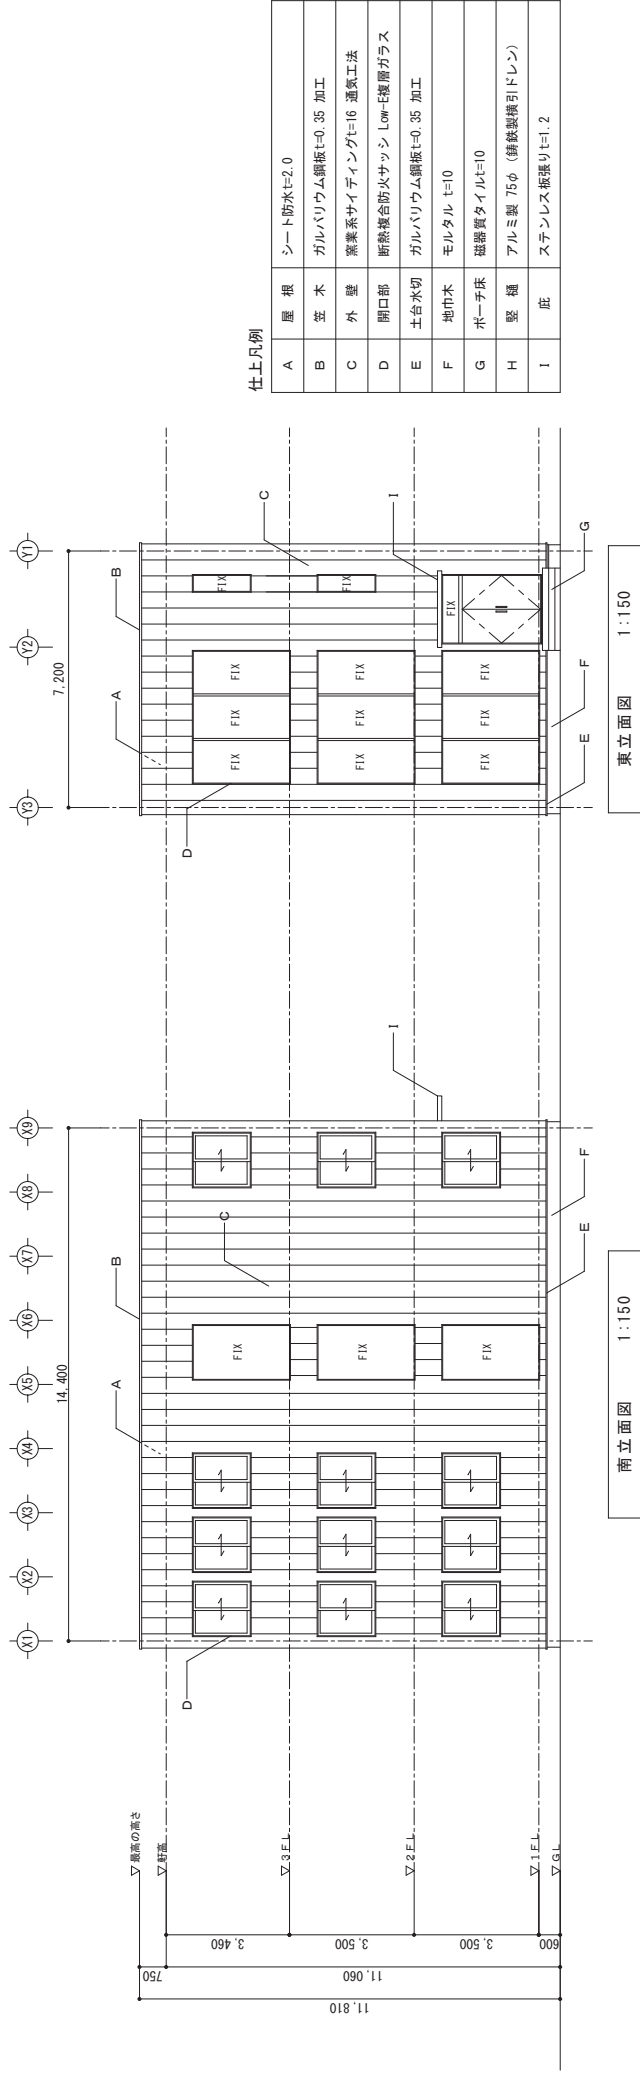 X1 X2 X3 X4 X5 X6 X7 X8 X9
14,400
A
B
C
D
E
F
I
FIX
FIX
FIX
▽最高の高さ
▽軒高
▽3FL
▽2FL
▽1FL
▽GL
750
3,460
3,500
3,500
600
11,060
11,810
南立面図 1:150
Y3 Y2 Y1
7,200
A
B
C
D
E
F
G
I
FIX FIX FIX FIX
FIX FIX FIX FIX
FIX FIX FIX FIX
東立面図 1:150
仕上凡例
A 屋根 シート防水t=2.0
B 笠木 ガルバリウム鋼板t=0.35 加工
C 外壁 窯業系サイディングt=16 通気工法
D 開口部 断熱複合防火サッシ Low-E複層ガラス
E 土台水切 ガルバリウム鋼板t=0.35 加工
F 地巾木 モルタル t=10
G ポーチ床 磁器質タイルt=10
H 竪樋 アルミ製 75φ (鋳鉄製横引ドレン)
I 庇 ステンレス板張りt=1.2